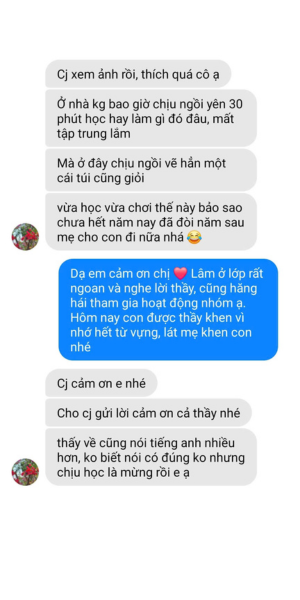 Cj xem ảnh rồi, thích quá cô ạ
Ở nhà kg bao giờ chịu ngồi yên 30
phút học hay làm gì đó đâu, mất
tập trung lắm
Mà ở đây chịu ngồi vẽ hẳn một
cái túi cũng giỏi
vừa học vừa chơi thế này bảo sao
chưa hết năm nay đã đòi năm sau
mẹ cho con đi nữa nhá 😂
Dạ em cảm ơn chị ❤️ Lâm ở lớp rất
ngoan và nghe lời thầy, cũng hăng
hái tham gia hoạt động nhóm ạ.
Hôm nay con được thầy khen vì
nhớ hết từ vựng, lát mẹ khen con
nhé
Cj cảm ơn e nhé
Cho cj gửi lời cảm ơn cả thầy nhé
thấy về cũng nói tiếng anh nhiều
hơn, ko biết nói có đúng ko nhưng
chịu học là mừng rồi e ạ